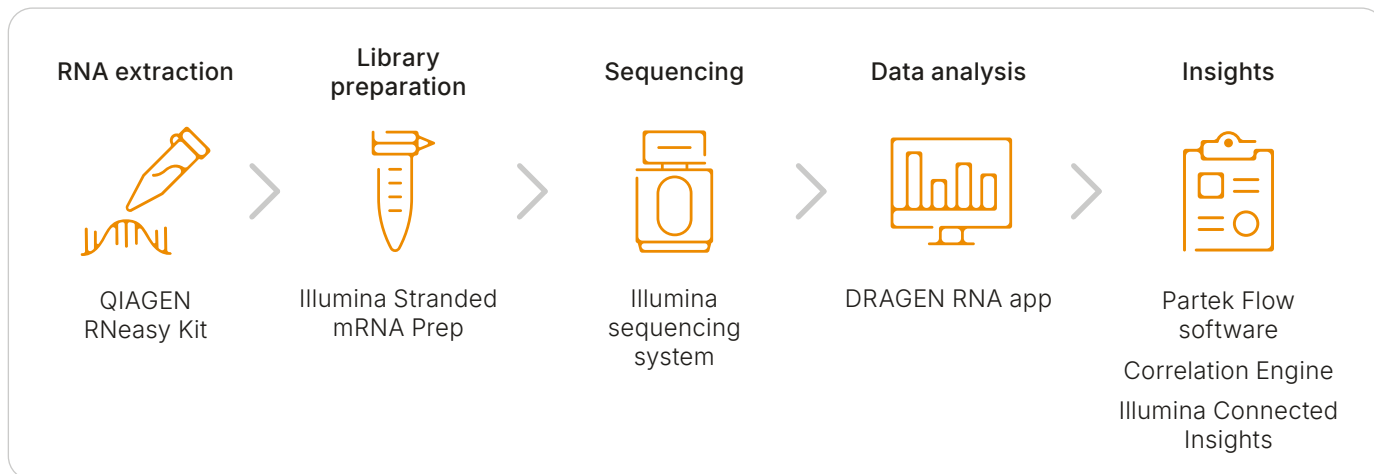 RNA extraction
Library
preparation
Sequencing
Data analysis
Insights
QIAGEN
RNeasy Kit
Illumina Stranded
mRNA Prep
Illumina
sequencing
system
DRAGEN RNA app
Partek Flow
software
Correlation Engine
Illumina Connected
Insights